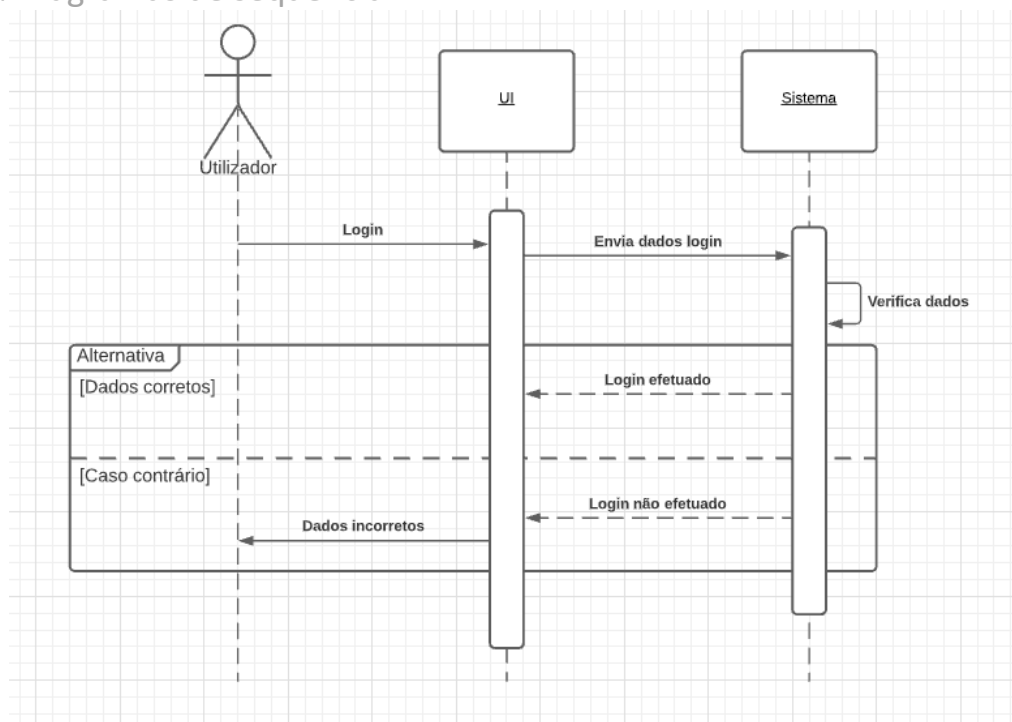 UI
Sistema
Utilizador
Login
Envia dados login
Verifica dados
Alternativa
[Dados corretos]
Login efetuado
[Caso contrário]
Login não efetuado
Dados incorretos